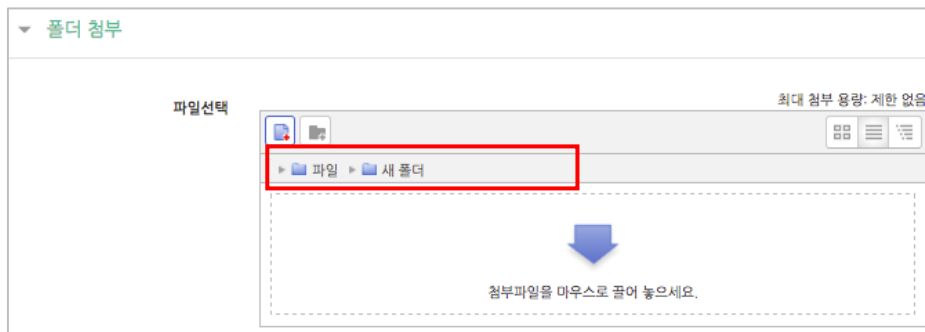 폴더 첨부
최대 첨부 용량: 제한 없음
파일선택
파일 새 폴더
첨부파일을 마우스로 끌어 놓으세요.